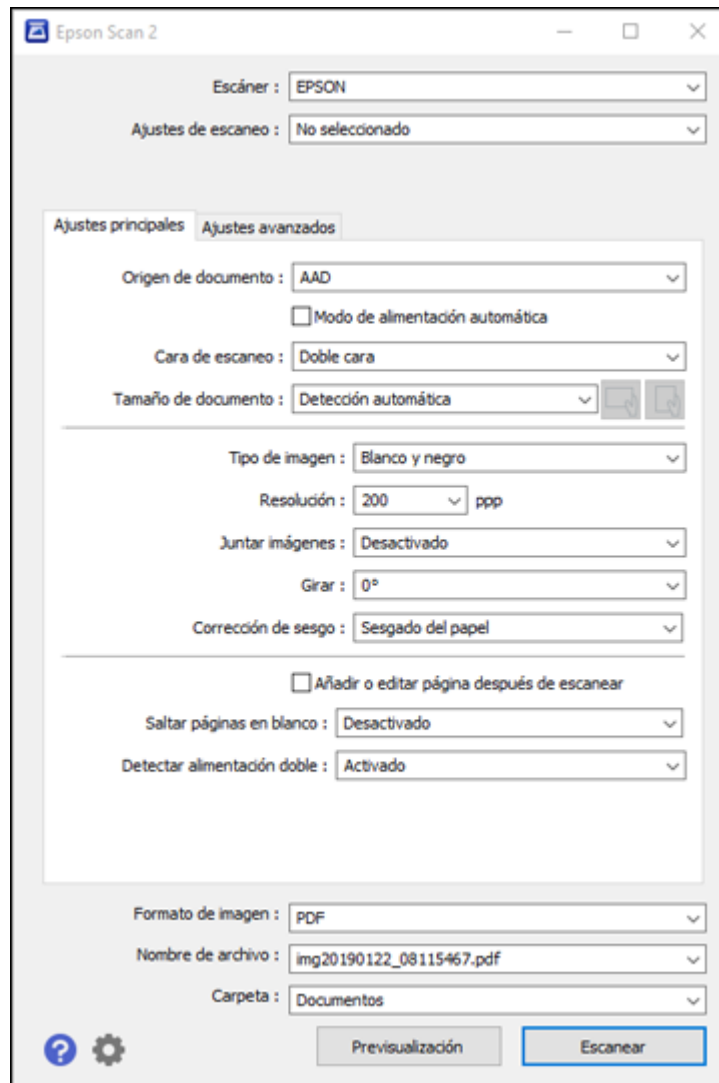 Epson Scan 2
Escáner : EPSON
Ajustes de escaneo : No seleccionado
Ajustes principales Ajustes avanzados
Origen de documento : AAD
Modo de alimentación automática
Cara de escaneo : Doble cara
Tamaño de documento : Detección automática
Tipo de imagen : Blanco y negro
Resolución : 200 ppp
Juntar imágenes : Desactivado
Girar : 0°
Corrección de sesgo : Sesgado del papel
Añadir o editar página después de escanear
Saltar páginas en blanco : Desactivado
Detectar alimentación doble : Activado
Formato de imagen : PDF
Nombre de archivo : img20190122_08115467.pdf
Carpeta : Documentos
? Previsualización Escanear